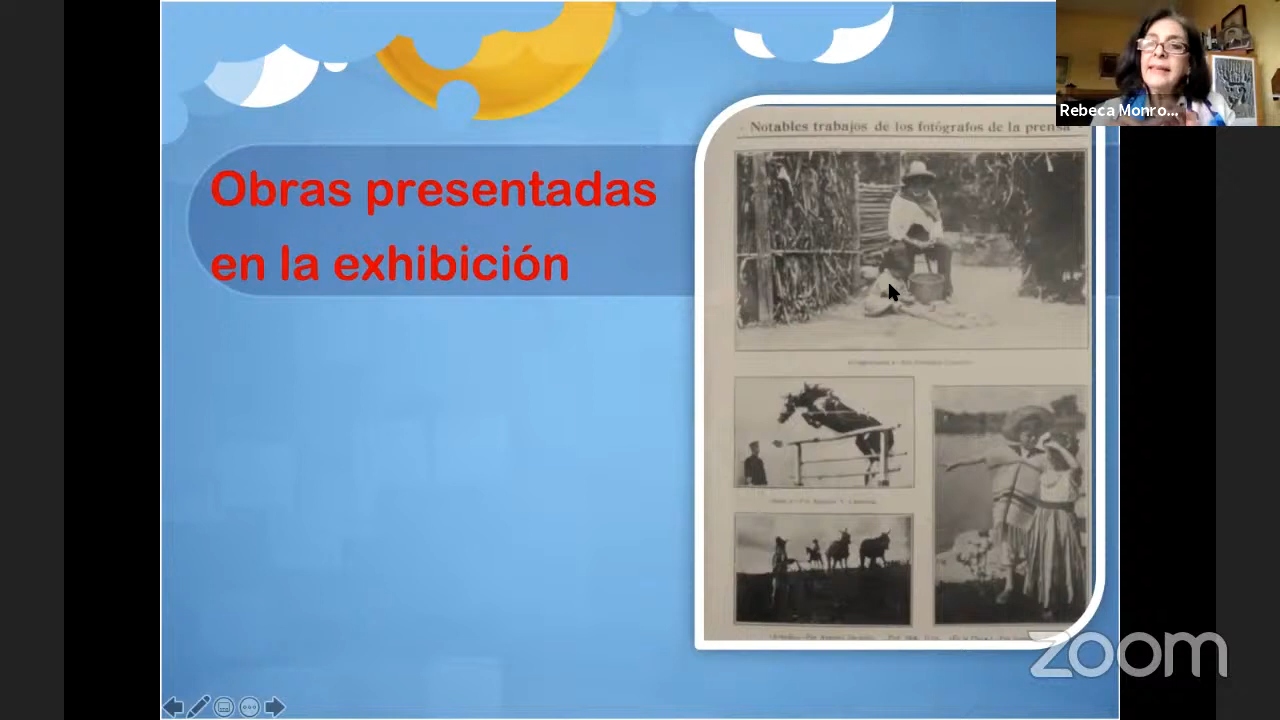 Obras presentadas
en la exhibición
Notables trabajos de los fotógrafos de la prensa
Rebeca Monro...
zoom